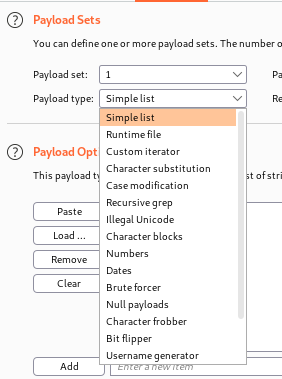 Payload Sets
You can define one or more payload sets. The number o
Payload set: 1 Pa
Payload type: Simple list Re
Simple list
Runtime file
Payload Opt
Custom iterator
Character substitution
This payload ty st of stri
Case modification
Recursive grep
Paste
Illegal Unicode
Load ...
Character blocks
Remove
Numbers
Dates
Clear
Brute forcer
Null payloads
Character frobber
Bit flipper
Username generator
Add Enter a new item